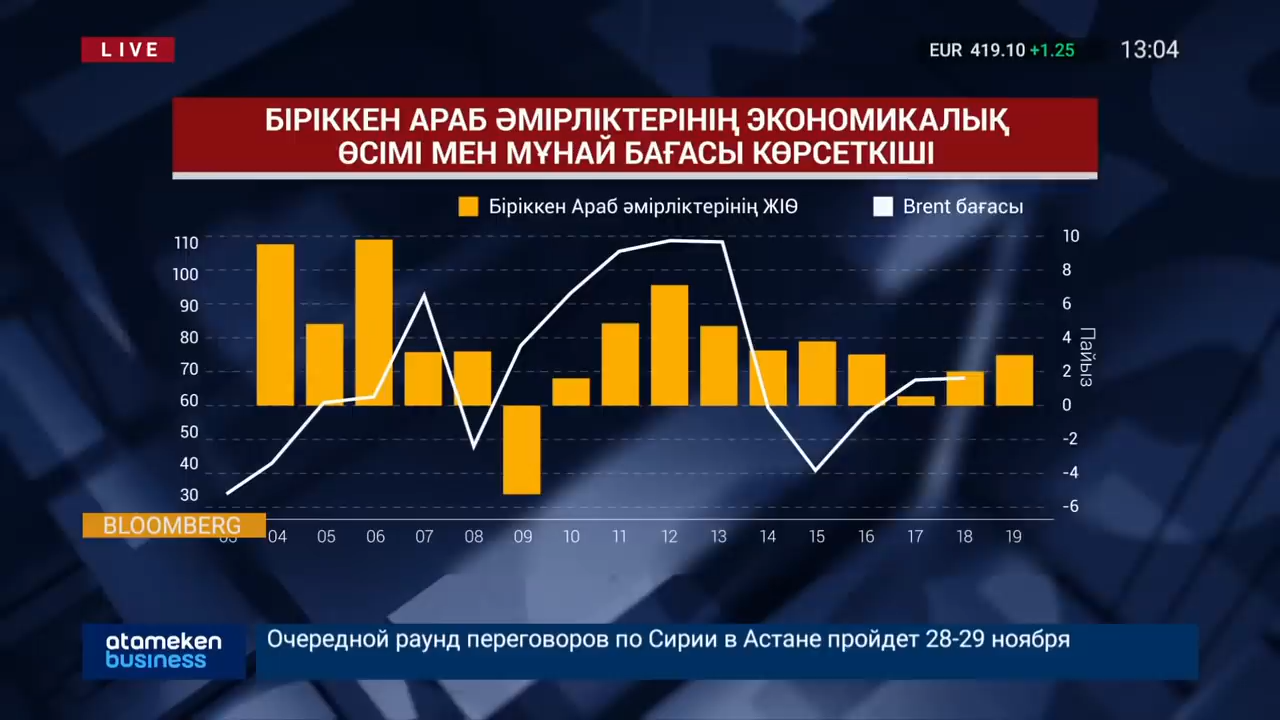 LIVE
EUR 419.10 +1.25
13:04
БІРІККЕН АРАБ ӘМІРЛІКТЕРІНІҢ ЭКОНОМИКАЛЫҚ
ӨСІМІ МЕН МҰНАЙ БАҒАСЫ КӨРСЕТКІШІ
Біріккен Араб әмірліктерінің ЖІӨ
Brent бағасы
110
100
90
80
70
60
50
40
30
10
8
6
4
2
0
-2
-4
-6
Пайыз
BLOOMBERG
03 04 05 06 07 08 09 10 11 12 13 14 15 16 17 18 19
atameken
business
Очередной раунд переговоров по Сирии в Астане пройдет 28-29 ноября